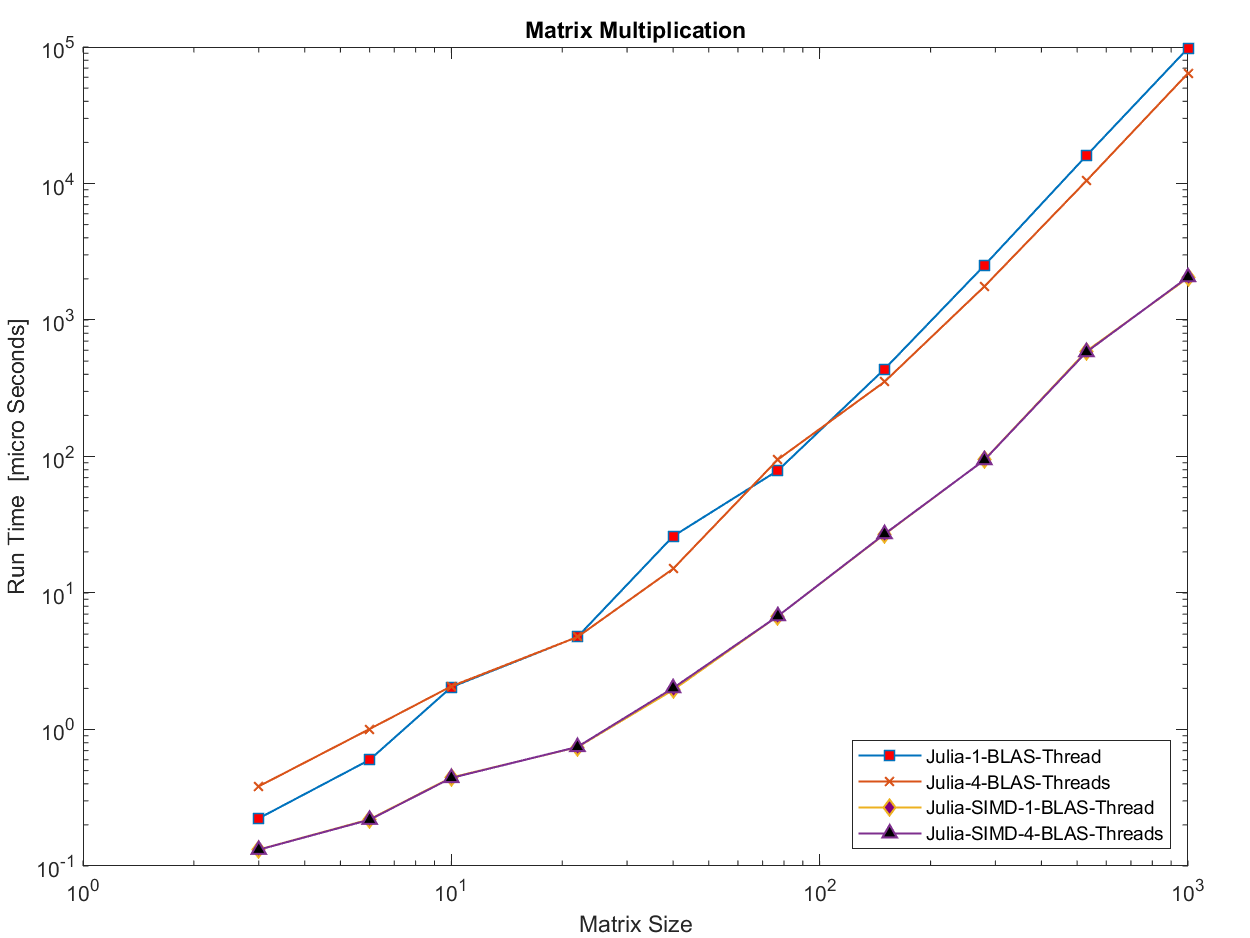 Matrix Multiplication
10^5
10^4
10^3
10^2
10^1
10^0
10^-1
Run Time [micro Seconds]
Julia-1-BLAS-Thread
Julia-4-BLAS-Threads
Julia-SIMD-1-BLAS-Thread
Julia-SIMD-4-BLAS-Threads
10^0 10^1 10^2 10^3
Matrix Size